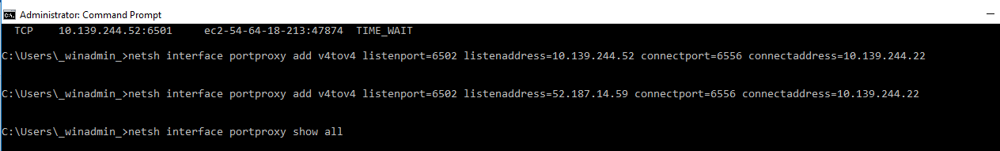 Administrator: Command Prompt
TCP    10.139.244.52:6501     ec2-54-64-18-213:47874  TIME_WAIT
C:\Users\_winadmin_>netsh interface portproxy add v4tov4 listenport=6502 listenaddress=10.139.244.52 connectport=6556 connectaddress=10.139.244.22
C:\Users\_winadmin_>netsh interface portproxy add v4tov4 listenport=6502 listenaddress=52.187.14.59 connectport=6556 connectaddress=10.139.244.22
C:\Users\_winadmin_>netsh interface portproxy show all